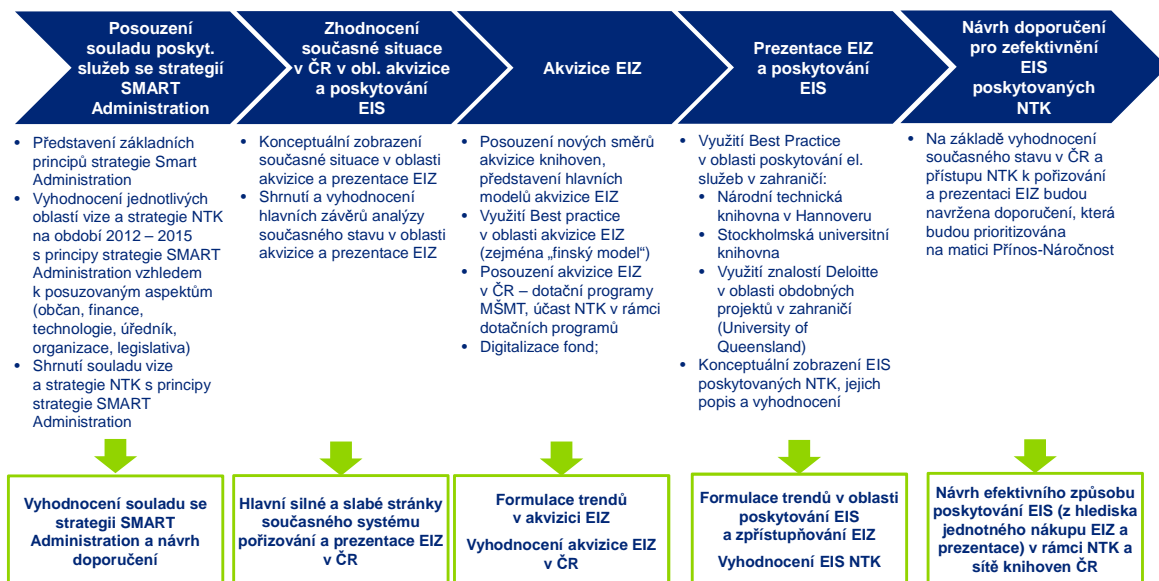 Posouzení
souladu poskyt.
služeb se strategií
SMART
Administration
Zhodnocení
současné situace
v ČR v obl. akvizice
a poskytování
EIS
Akvizice EIZ
Prezentace EIZ
a poskytování
EIS
Návrh doporučení
pro zefektivnění
EIS
poskytovaných
NTK
• Představení základních
principů strategie Smart
Administration
• Vyhodnocení jednotlivých
oblastí vize a strategie NTK
na období 2012 – 2015
s principy strategie SMART
Administration vzhledem
k posuzovaným aspektům
(občan, finance,
technologie, úředník,
organizace, legislativa)
• Shrnutí souladu vize
a strategie NTK s principy
strategie SMART
Administration
• Konceptuální zobrazení
současné situace v oblasti
akvizice a prezentace EIZ
• Shrnutí a vyhodnocení
hlavních závěrů analýzy
současného stavu v oblasti
akvizice a prezentace EIZ
• Posouzení nových směrů
akvizice knihoven,
představení hlavních
modelů akvizice EIZ
• Využití Best practice
v oblasti akvizice EIZ
(zejména „finský model“)
• Posouzení akvizice EIZ
v ČR – dotační programy
MŠMT, účast NTK v rámci
dotačních programů
• Digitalizace fond;
• Využití Best Practice
v oblasti poskytování el.
služeb v zahraničí:
• Národní technická
knihovna v Hannoveru
• Stockholmská universitní
knihovna
• Využití znalostí Deloitte
v oblasti obdobných
projektů v zahraničí
(University of
Queensland)
• Konceptuální zobrazení EIS
poskytovaných NTK, jejich
popis a vyhodnocení
• Na základě vyhodnocení
současného stavu v ČR a
přístupu NTK k pořizování
a prezentaci EIZ budou
navržena doporučení, která
budou prioritizována
na matici Přínos-Náročnost
Vyhodnocení souladu se
strategii SMART
Administration a návrh
doporučení
Hlavní silné a slabé stránky
současného systému
pořizování a prezentace EIZ
v ČR
Formulace trendů
v akvizici EIZ
Vyhodnocení akvizice EIZ
v ČR
Formulace trendů v oblasti
poskytování EIS
a zpřístupňování EIZ
Vyhodnocení EIS NTK
Návrh efektivního způsobu
poskytování EIS (z hlediska
jednotného nákupu EIZ a
prezentace) v rámci NTK a
sítě knihoven ČR